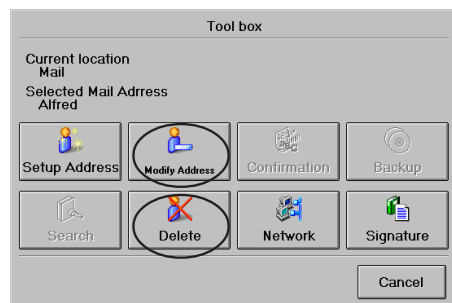 Tool box
Current location
Mail
Selected Mail Adrress
Alfred
Setup Address Modify Address Confirmation Backup
Search Delete Network Signature
Cancel